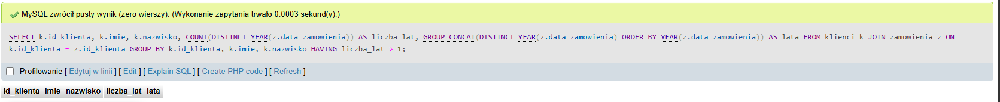 MySQL zwrócił pusty wynik (zero wierszy). (Wykonanie zapytania trwało 0.0003 sekund(y).)
SELECT k.id_klienta, k.imie, k.nazwisko, COUNT(DISTINCT YEAR(z.data_zamowienia)) AS liczba_lat, GROUP_CONCAT(DISTINCT YEAR(z.data_zamowienia) ORDER BY YEAR(z.data_zamowienia)) AS lata FROM klienci k JOIN zamowienia z ON
k.id_klienta = z.id_klienta GROUP BY k.id_klienta, k.imie, k.nazwisko HAVING liczba_lat > 1;
Profilowanie [ Edytuj w linii ] [ Edit ] [ Explain SQL ] [ Create PHP code ] [ Refresh ]
id_klienta imie nazwisko liczba_lat lata